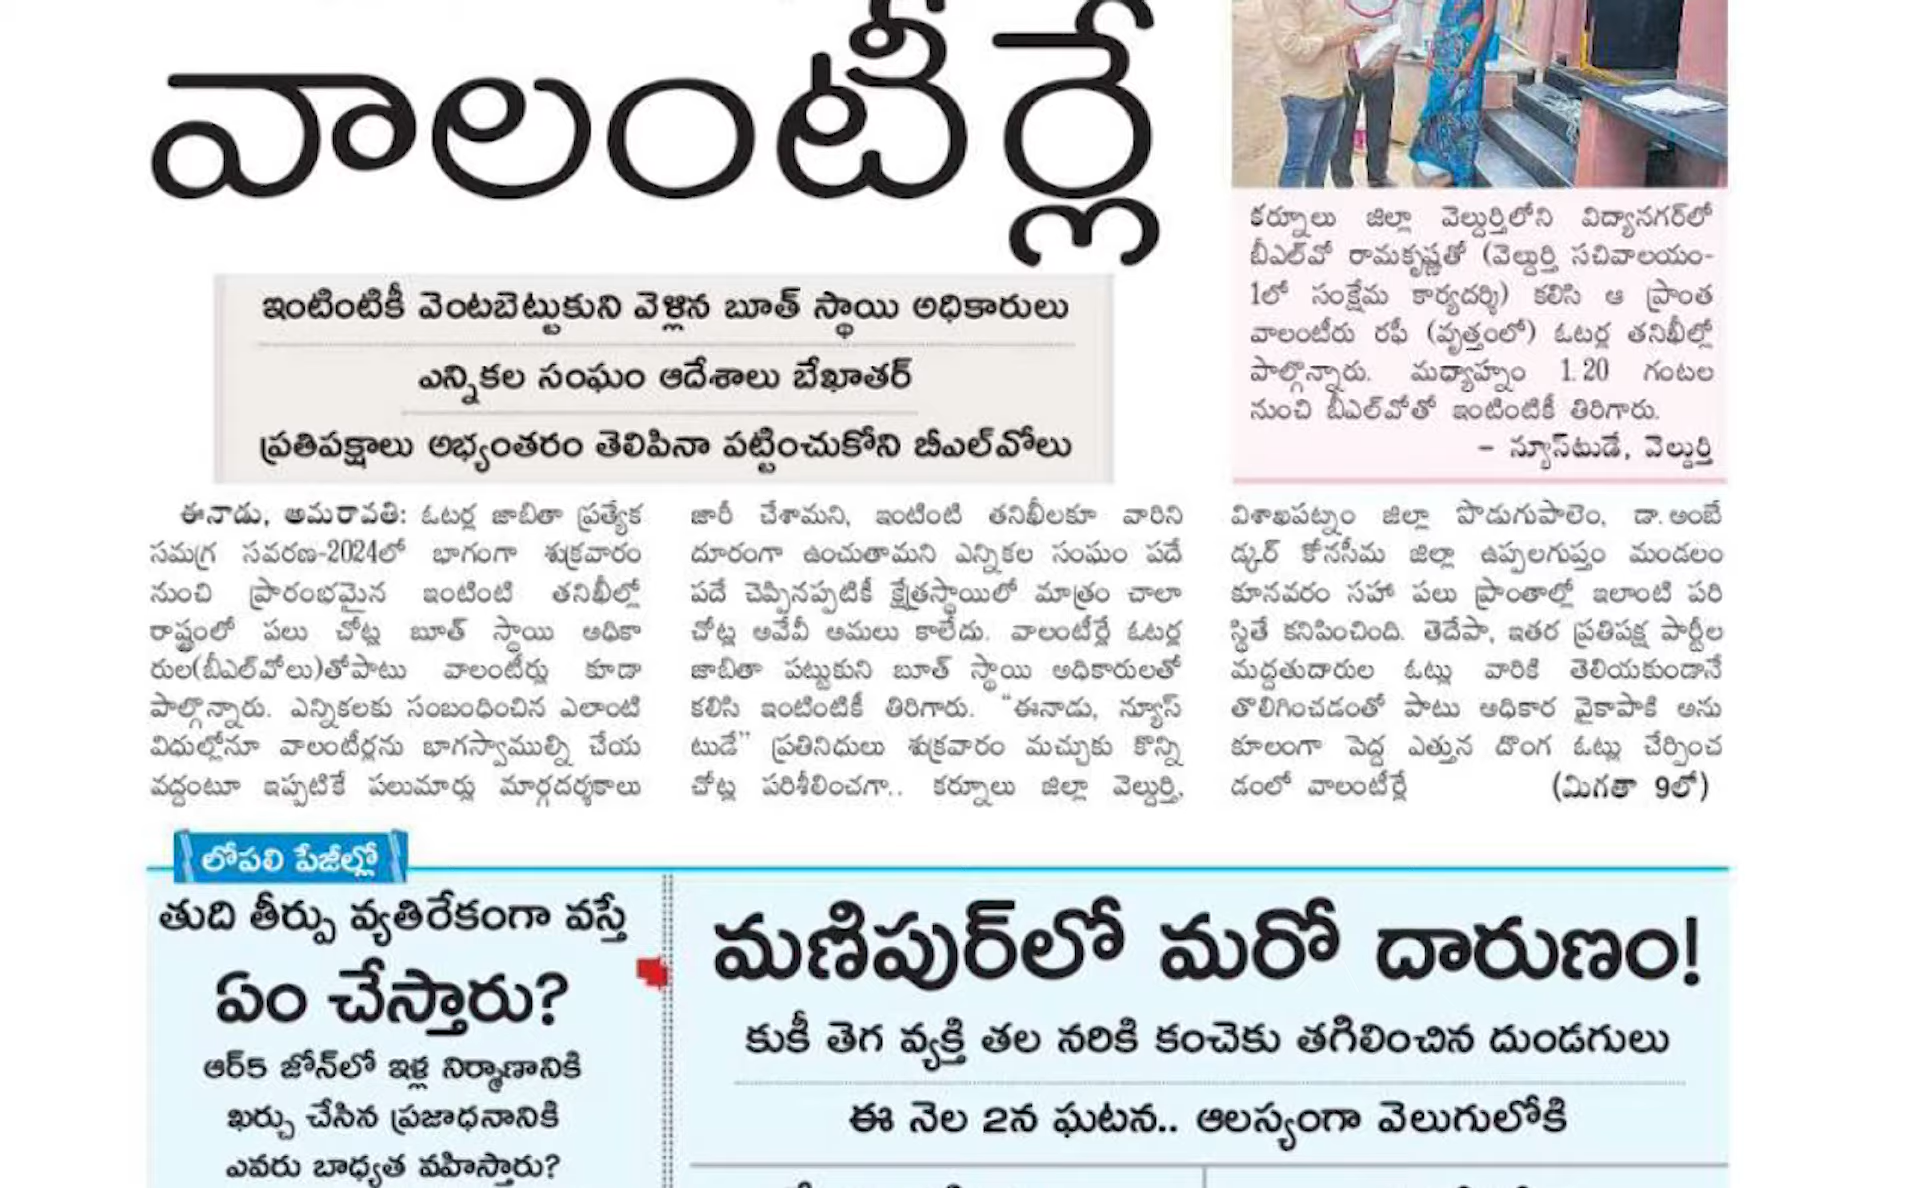 వాలంటీర్లే
ఇంటింటికీ వెంటబెట్టుకుని వెళ్లిన బూత్ స్థాయి అధికారులు
ఎన్నికల సంఘం ఆదేశాలు బేఖాతర్
ప్రతిపక్షాలు అభ్యంతరం తెలిపినా పట్టించుకోని బీఎల్‌వోలు
కర్నూలు జిల్లా వెల్దుర్తిలోని విద్యానగర్‌లో
బీఎల్‌వో రామకృష్ణతో (వెల్దుర్తి సచివాలయం-
1లో సంక్షేమ కార్యదర్శి) కలిసి ఆ ప్రాంత
వాలంటీరు రఫీ (వృత్తంలో) ఓటర్ల తనిఖీల్లో
పాల్గొన్నారు. మధ్యాహ్నం 1.20 గంటల
నుంచి బీఎల్‌వోతో ఇంటింటికీ తిరిగారు.
– న్యూస్‌టుడే, వెల్దుర్తి
ఈనాడు, అమరావతి: ఓటర్ల జాబితా ప్రత్యేక
సమగ్ర సవరణ-2024లో భాగంగా శుక్రవారం
నుంచి ప్రారంభమైన ఇంటింటి తనిఖీల్లో
రాష్ట్రంలో పలు చోట్ల బూత్ స్థాయి అధికా
రుల(బీఎల్‌వోలు)తోపాటు వాలంటీర్లు కూడా
పాల్గొన్నారు. ఎన్నికలకు సంబంధించిన ఎలాంటి
విధుల్లోనూ వాలంటీర్లను భాగస్వాముల్ని చేయ
వద్దంటూ ఇప్పటికే పలుమార్లు మార్గదర్శకాలు
జారీ చేశామని, ఇంటింటి తనిఖీలకూ వారిని
దూరంగా ఉంచుతామని ఎన్నికల సంఘం పదే
పదే చెప్పినప్పటికీ క్షేత్రస్థాయిలో మాత్రం చాలా
చోట్ల అవేవీ అమలు కాలేదు. వాలంటీర్లే ఓటర్ల
జాబితా పట్టుకుని బూత్ స్థాయి అధికారులతో
కలిసి ఇంటింటికీ తిరిగారు. “ఈనాడు, న్యూస్
టుడే” ప్రతినిధులు శుక్రవారం మచ్చుకు కొన్ని
చోట్ల పరిశీలించగా.. కర్నూలు జిల్లా వెల్దుర్తి,
విశాఖపట్నం జిల్లా పొడుగుపాలెం, డా.అంబే
డ్కర్ కోనసీమ జిల్లా ఉప్పలగుప్తం మండలం
కూనవరం సహా పలు ప్రాంతాల్లో ఇలాంటి పరి
స్థితే కనిపించింది. తెదేపా, ఇతర ప్రతిపక్ష పార్టీల
మద్దతుదారుల ఓట్లు వారికి తెలియకుండానే
తొలిగించడంతో పాటు అధికార వైకాపాకి అను
కూలంగా పెద్ద ఎత్తున దొంగ ఓట్లు చేర్పించ
డంలో వాలంటీర్లే (మిగతా 9లో)
లోపలి పేజీల్లో
తుది తీర్పు వ్యతిరేకంగా వస్తే
ఏం చేస్తారు?
ఆర్5 జోన్‌లో ఇళ్ల నిర్మాణానికి
ఖర్చు చేసిన ప్రజాధనానికి
ఎవరు బాధ్యత వహిస్తారు?
మణిపుర్‌లో మరో దారుణం!
కుకీ తెగ వ్యక్తి తల నరికి కంచెకు తగిలించిన దుండగులు
ఈ నెల 2న ఘటన.. ఆలస్యంగా వెలుగులోకి